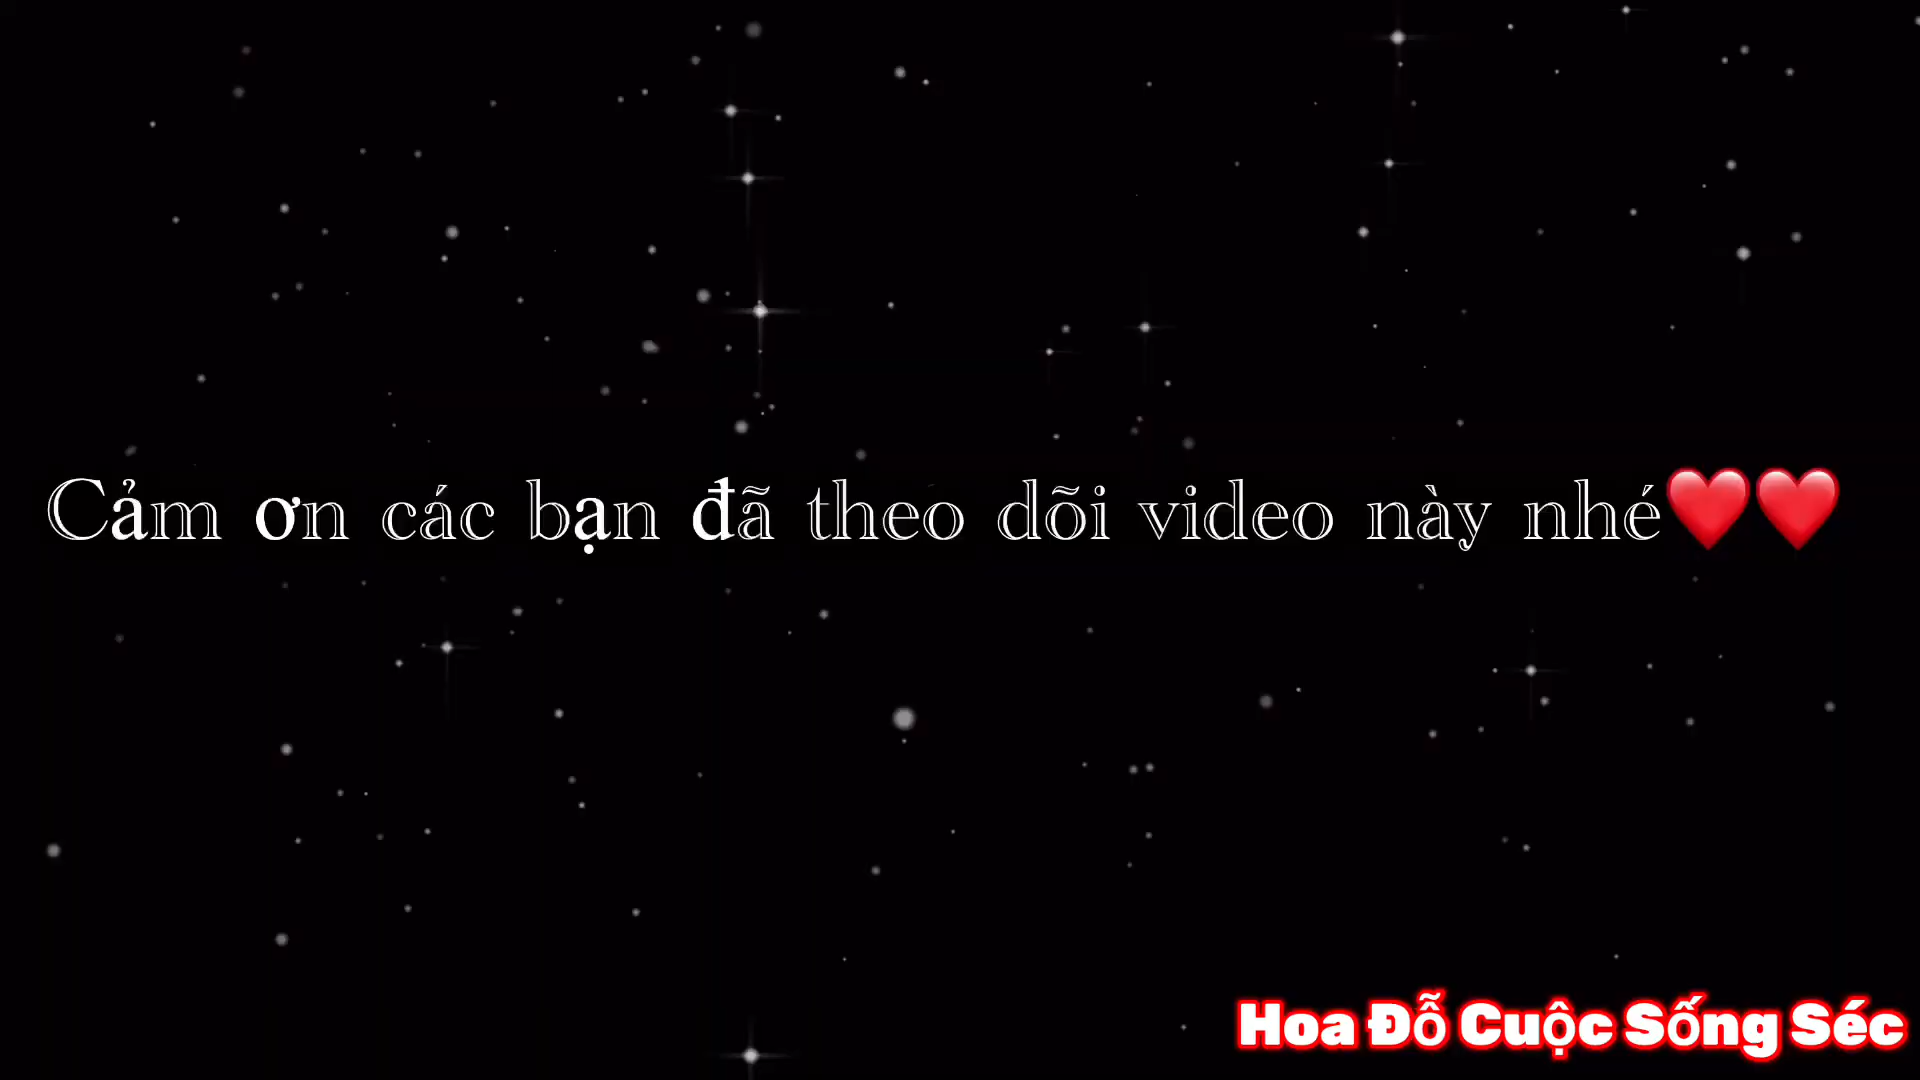 Cảm ơn các bạn đã theo dõi video này nhé❤️❤️
Hoa Đỗ Cuộc Sống Séc